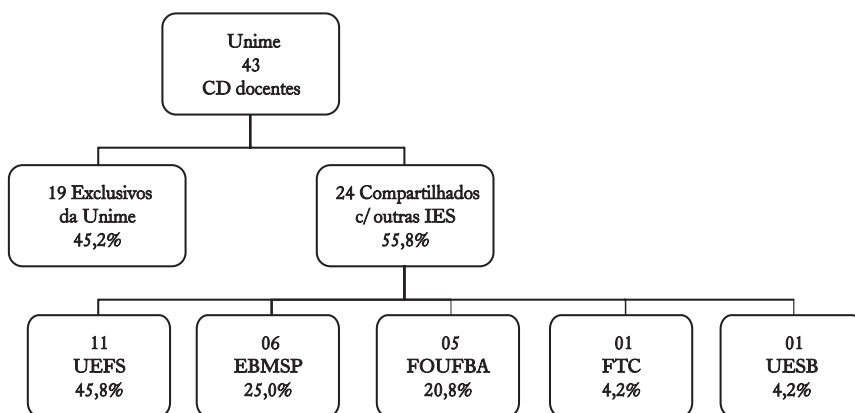 Unime
43
CD docentes
19 Exclusivos
da Unime
45,2%
24 Compartilhados
c/ outras IES
55,8%
11
UEFS
45,8%
06
EBMSP
25,0%
05
FOUFBA
20,8%
01
FTC
4,2%
01
UESB
4,2%